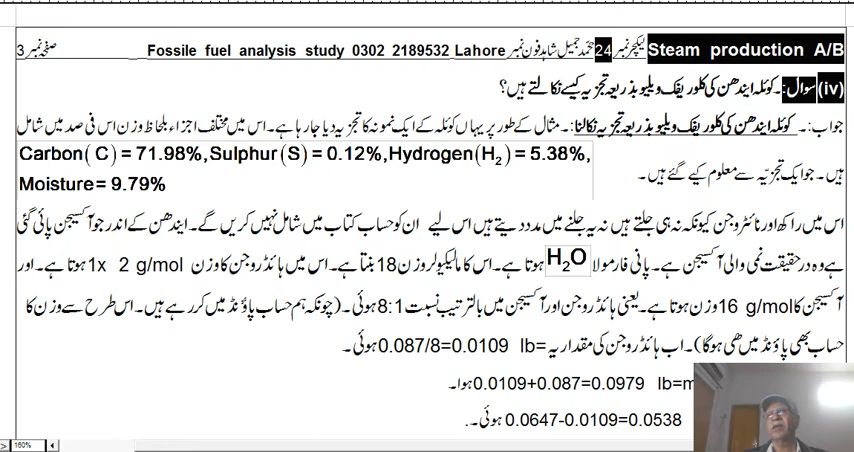 Steam production A/B لیکچر نمبر 24 محمد جمیل شاہد فون نمبر Fossile fuel analysis study 0302 2189532 Lahore صفحہ نمبر 3
(iv) سوال:۔ کوئلہ ایندھن کی کلوریفک ویلیو بذریعہ تجزیہ کیسے نکالتے ہیں؟
جواب:۔ کوئلہ ایندھن کی کلوریفک ویلیو بذریعہ تجزیہ نکالنا:۔ مثال کے طور پر یہاں کوئلہ کے ایک نمونہ کا تجزیہ دیا جا رہا ہے۔ اس میں مختلف اجزاء بلحاظ وزن اس فی صد میں شامل
ہیں۔ جو ایک تجزیّہ سے معلوم کیے گئے ہیں۔ Carbon(C) = 71.98%, Sulphur(S) = 0.12%, Hydrogen(H₂) = 5.38%,
Moisture= 9.79%
اس میں راکھ اور نائٹروجن کیونکہ نہ ہی جلتے ہیں نہ یہ جلنے میں مدد دیتے ہیں اس لیے ان کو حساب کتاب میں شامل نہیں کریں گے۔ ایندھن کے اندر جو آکسیجن پائی گئی
ہے وہ در حقیقت نمی والی آکسیجن ہے۔ پانی فارمولا H₂O ہوتا ہے۔ اس کا مالیکیولر وزن 18 بنتا ہے۔ اس میں ہائڈروجن کا وزن 1x 2 g/mol ہوتا ہے۔ اور
آکسیجن کا 16 g/mol وزن ہوتا ہے۔ یعنی ہائڈروجن اور آکسیجن میں بالترتیب نسبت 8:1 ہوئی۔ (چونکہ ہم حساب پاؤنڈ میں کر رہے ہیں۔ اس طرح سے وزن کا
حساب بھی پاؤنڈ میں ھی ہوگا)۔ اب ہائڈروجن کی مقدار یہ =0.087/8=0.0109 lb ہوئی۔
0.0109+0.087=0.0979 lb ہوا۔
0.0647-0.0109=0.0538 ہوئی۔
160%